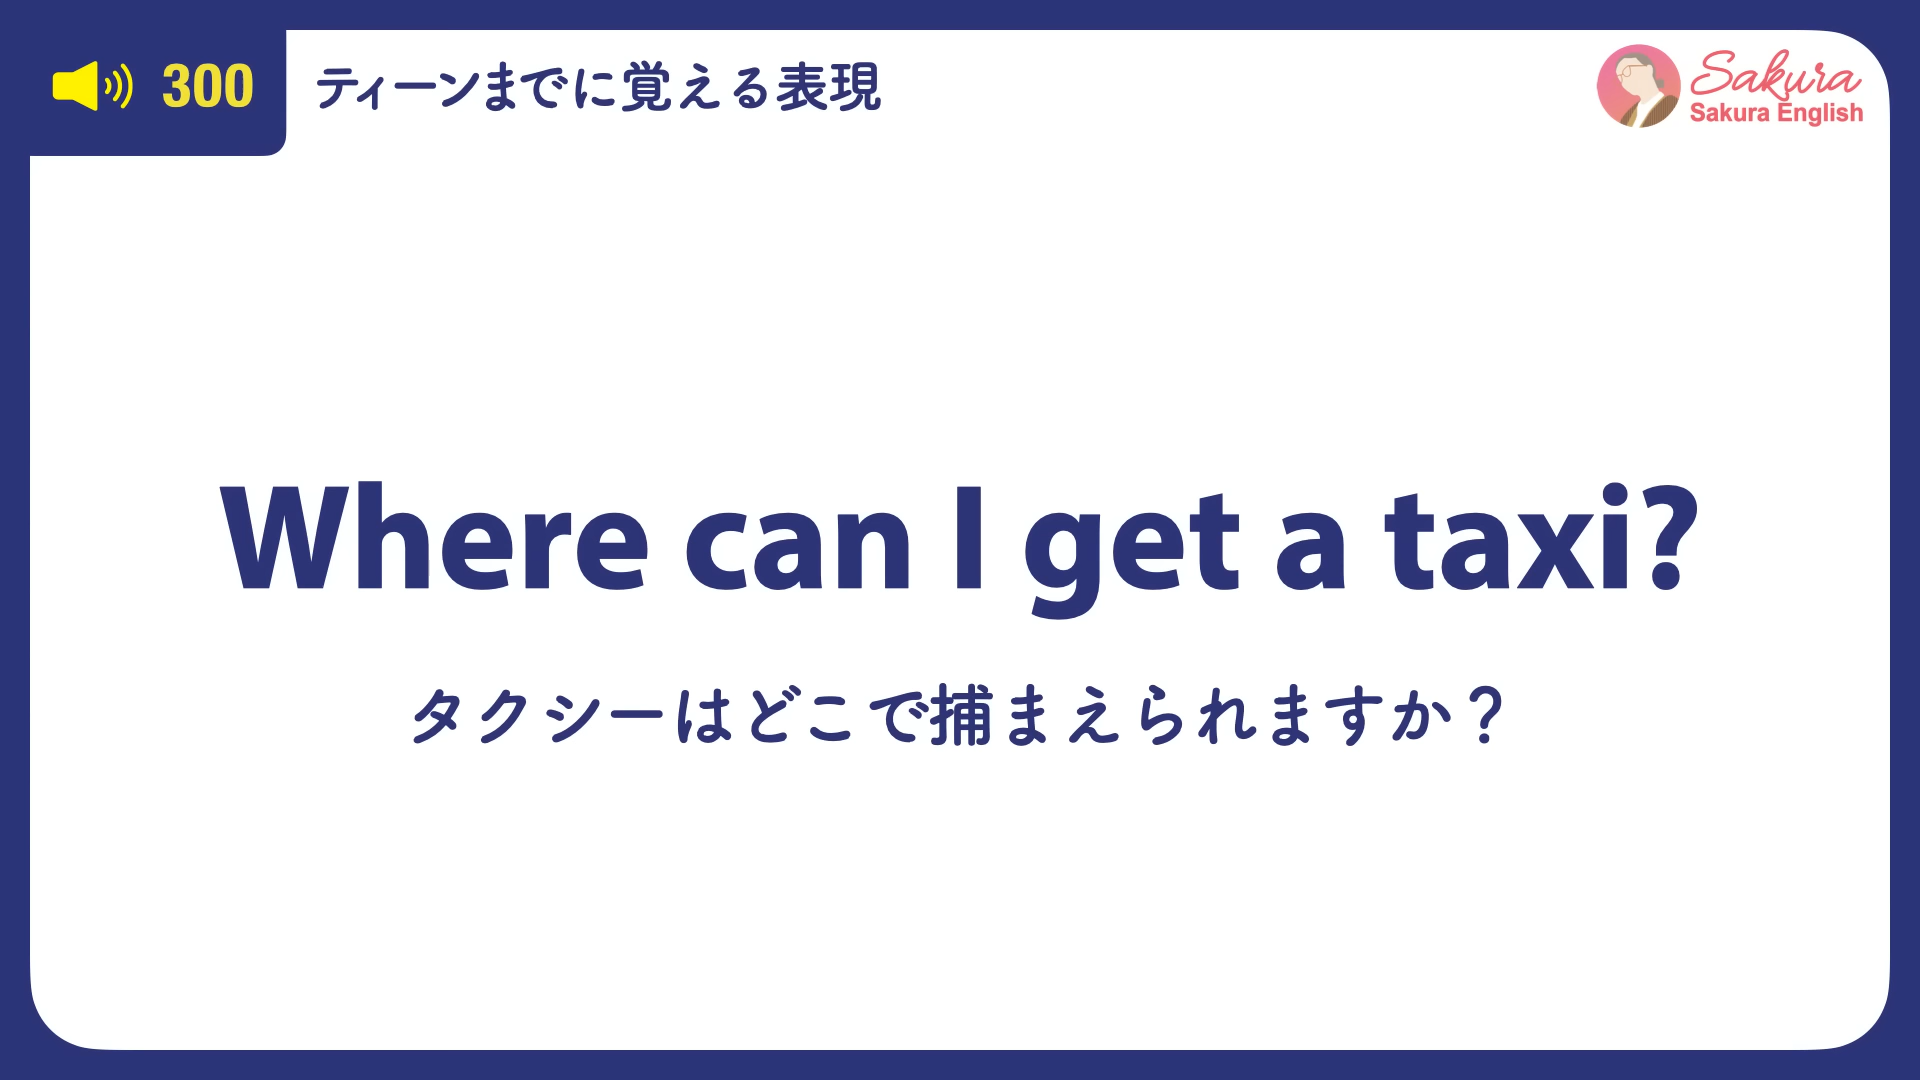 300
ティーンまでに覚える表現
Sakura
Sakura English
Where can I get a taxi?
タクシーはどこで捕まえられますか？